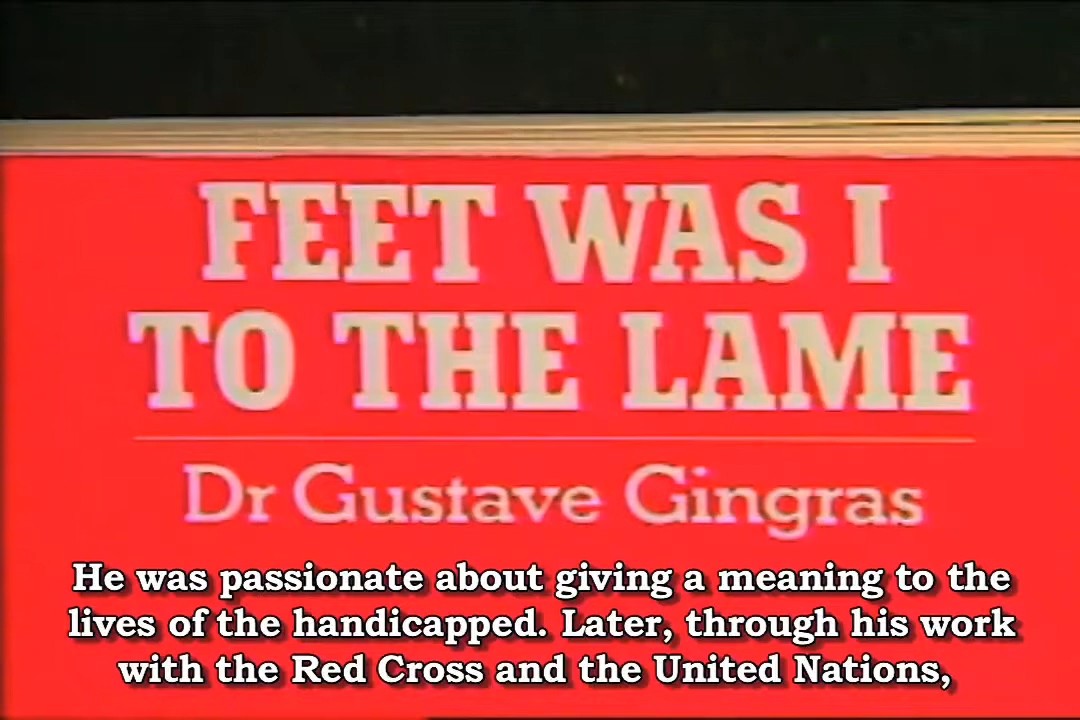 FEET WAS I
TO THE LAME
Dr Gustave Gingras
He was passionate about giving a meaning to the
lives of the handicapped. Later, through his work
with the Red Cross and the United Nations,